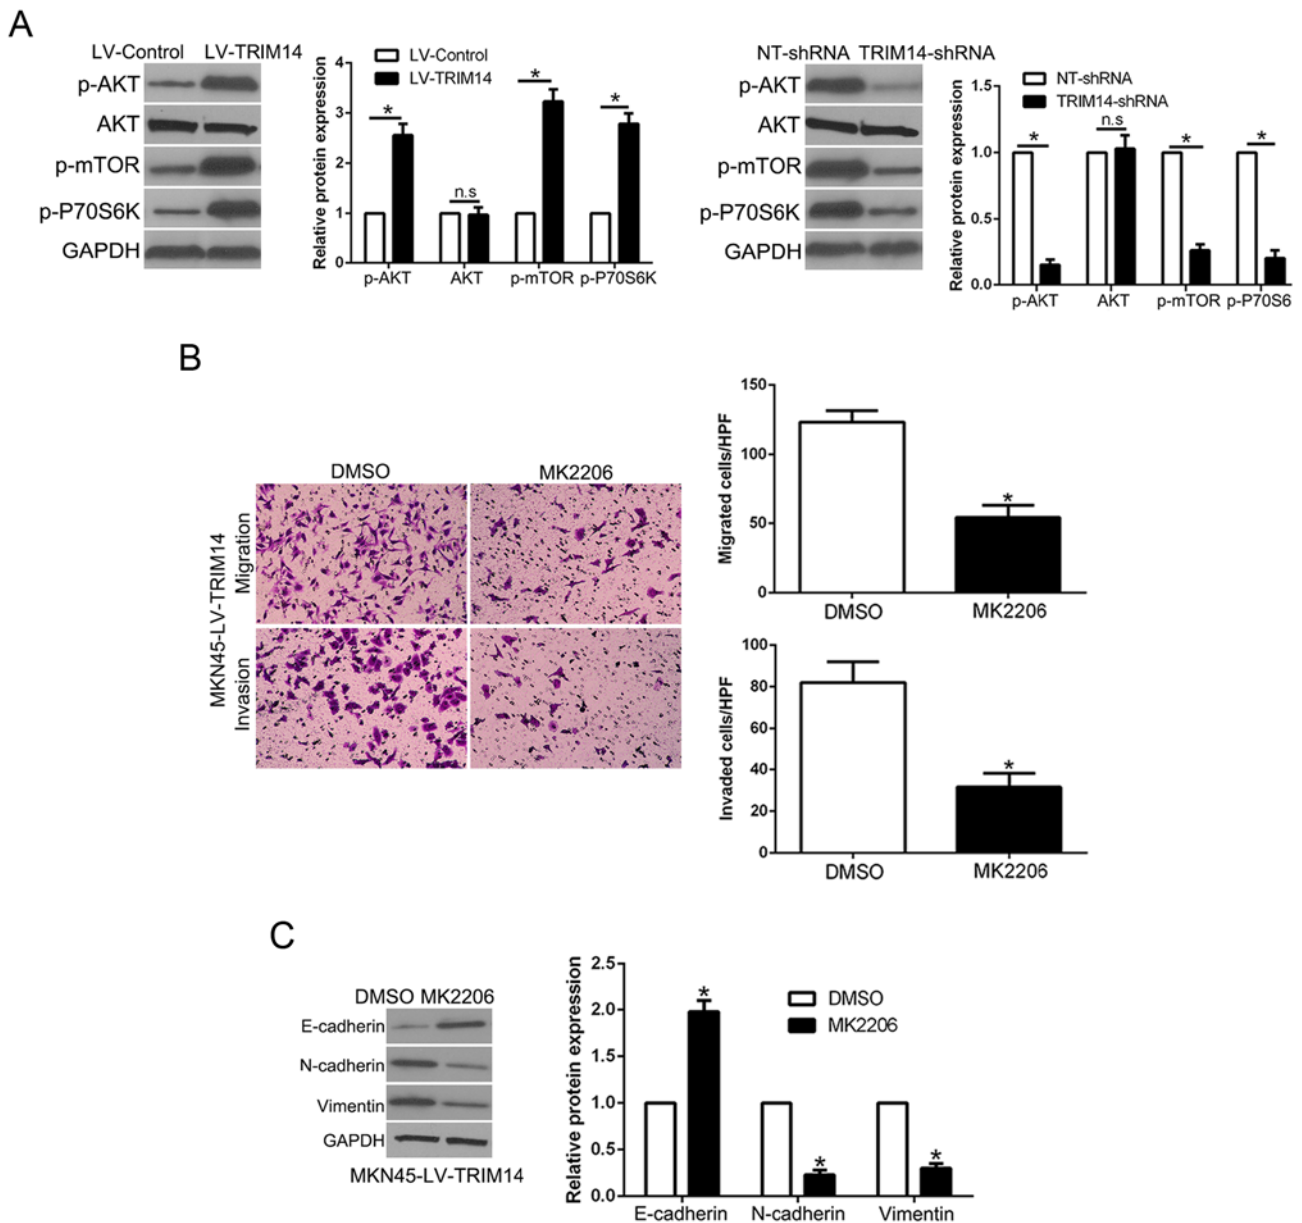 A
LV-Control LV-TRIM14
p-AKT
AKT
p-mTOR
p-P70S6K
GAPDH
Relative protein expression
4
3
2
1
0
LV-Control
LV-TRIM14
*
n.s
*
*
p-AKT AKT p-mTOR p-P70S6K
NT-shRNA TRIM14-shRNA
p-AKT
AKT
p-mTOR
p-P70S6K
GAPDH
Relative protein expression
1.5
1.0
0.5
0.0
NT-shRNA
TRIM14-shRNA
*
n.s
*
*
p-AKT AKT p-mTOR p-P70S6
B
DMSO MK2206
MKN45-LV-TRIM14
Migration
Invasion
Migrated cells/HPF
150
100
50
0
*
DMSO MK2206
Invaded cells/HPF
80
60
40
20
0
100
*
DMSO MK2206
C
DMSO MK2206
E-cadherin
N-cadherin
Vimentin
GAPDH
MKN45-LV-TRIM14
Relative protein expression
2.5
2.0
1.5
1.0
0.5
0.0
DMSO
MK2206
*
*
*
E-cadherin N-cadherin Vimentin